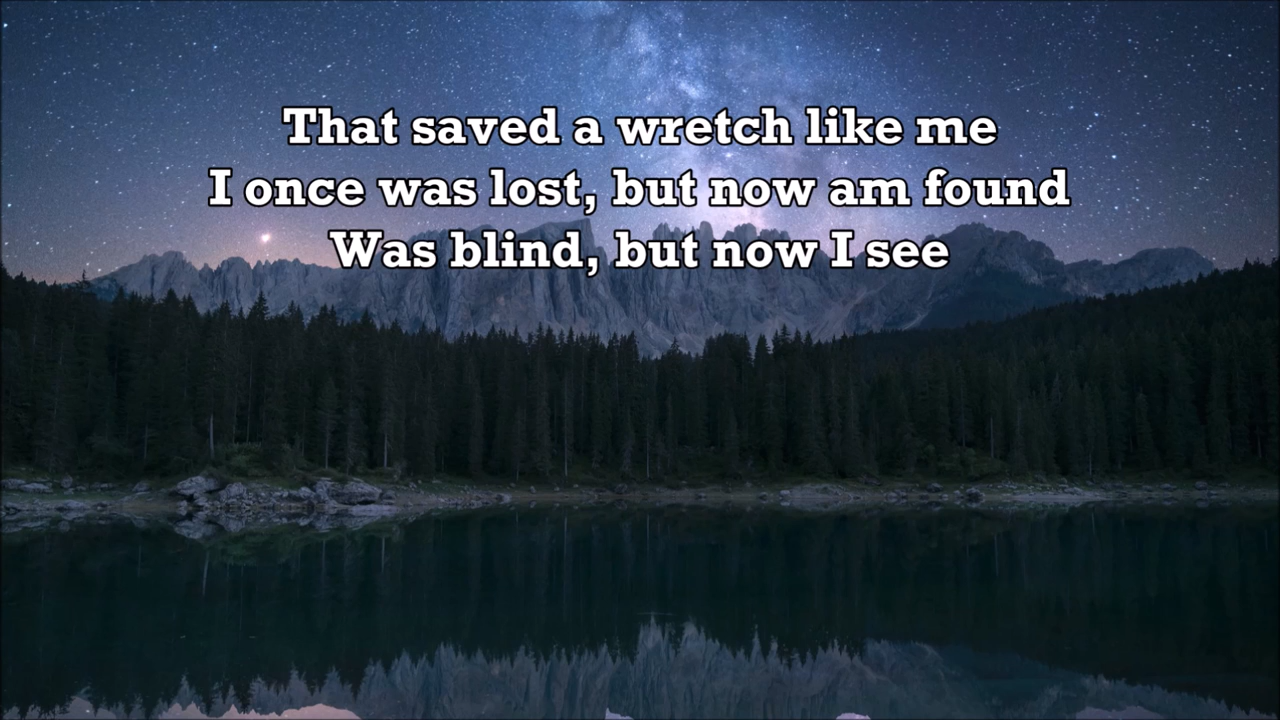 That saved a wretch like me
I once was lost, but now am found
Was blind, but now I see